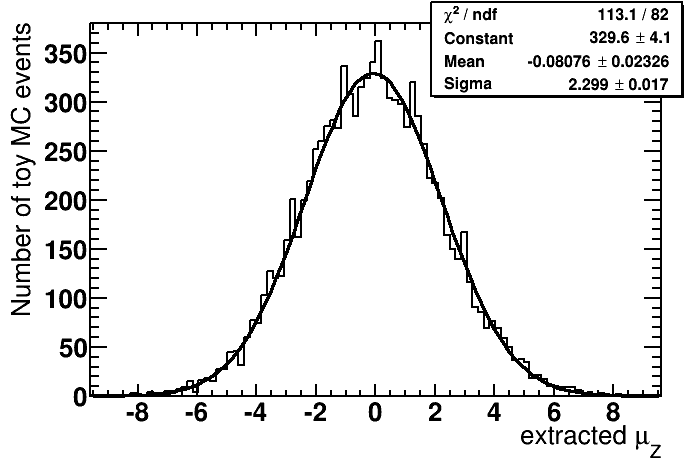 χ² / ndf 113.1 / 82
Constant 329.6 ± 4.1
Mean -0.08076 ± 0.02326
Sigma 2.299 ± 0.017
Number of toy MC events
350
300
250
200
150
100
50
0
-8 -6 -4 -2 0 2 4 6 8
extracted μ_Z